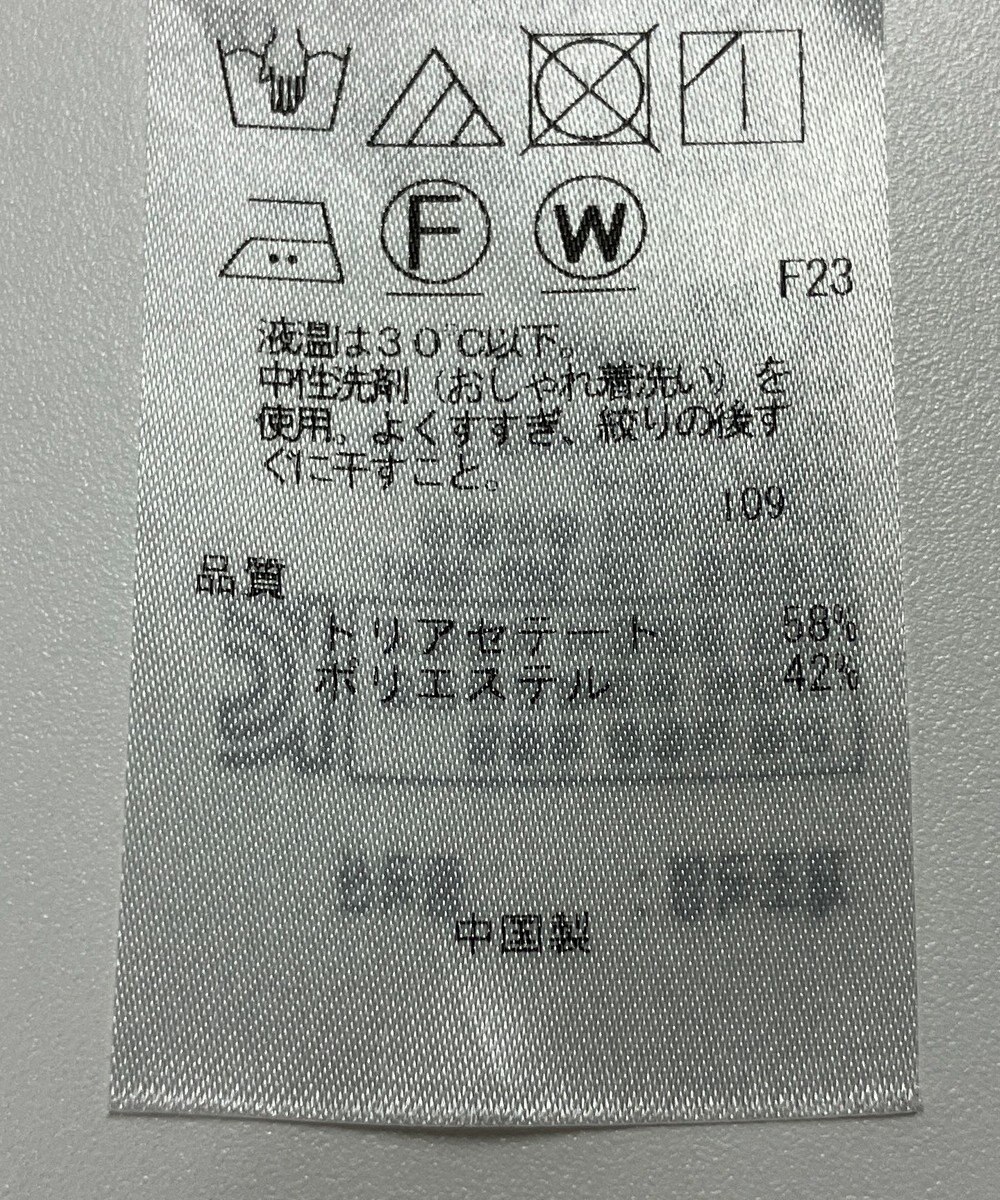 F
W
F23
液温は30℃以下。
中性洗剤（おしゃれ着洗い）を
使用。よくすすぎ、絞りの後す
ぐに干すこと。
109
品質
トリアセテート 58%
ポリエステル 42%
中国製